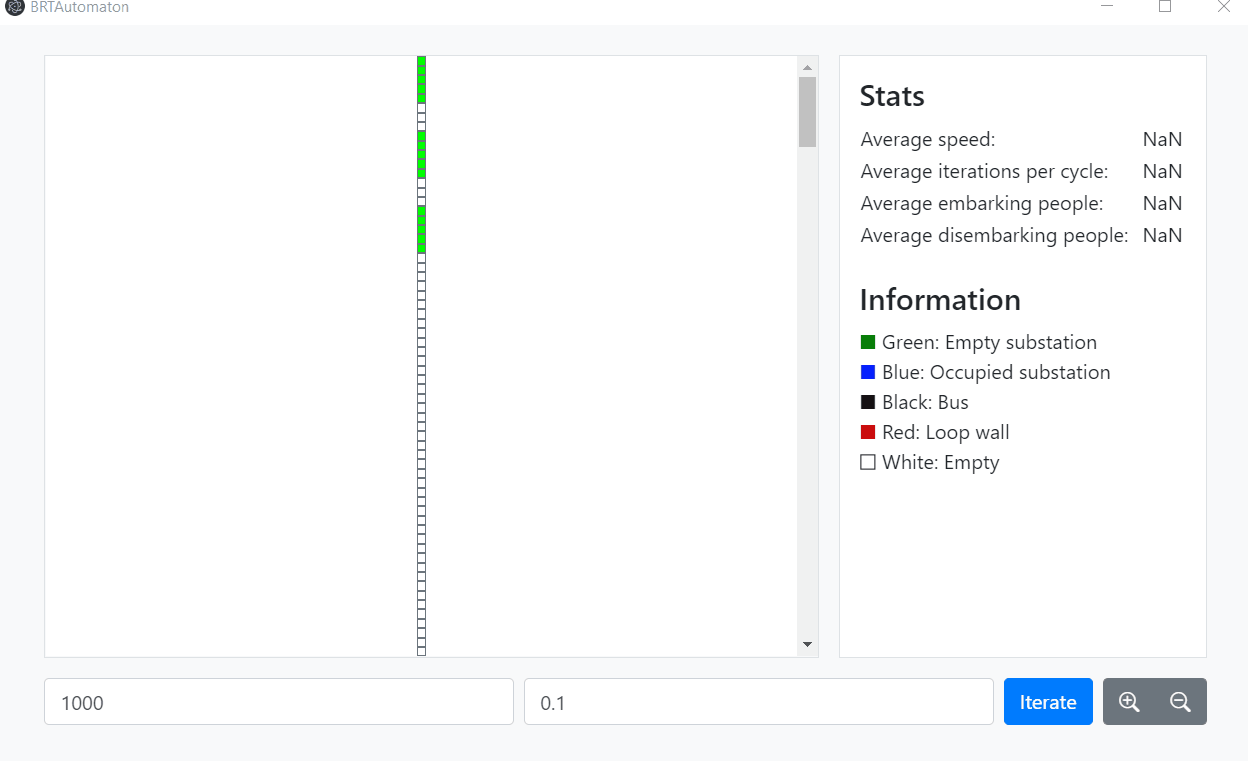 BRTAutomaton
Stats
Average speed: NaN
Average iterations per cycle: NaN
Average embarking people: NaN
Average disembarking people: NaN
Information
Green: Empty substation
Blue: Occupied substation
Black: Bus
Red: Loop wall
White: Empty
1000
0.1
Iterate